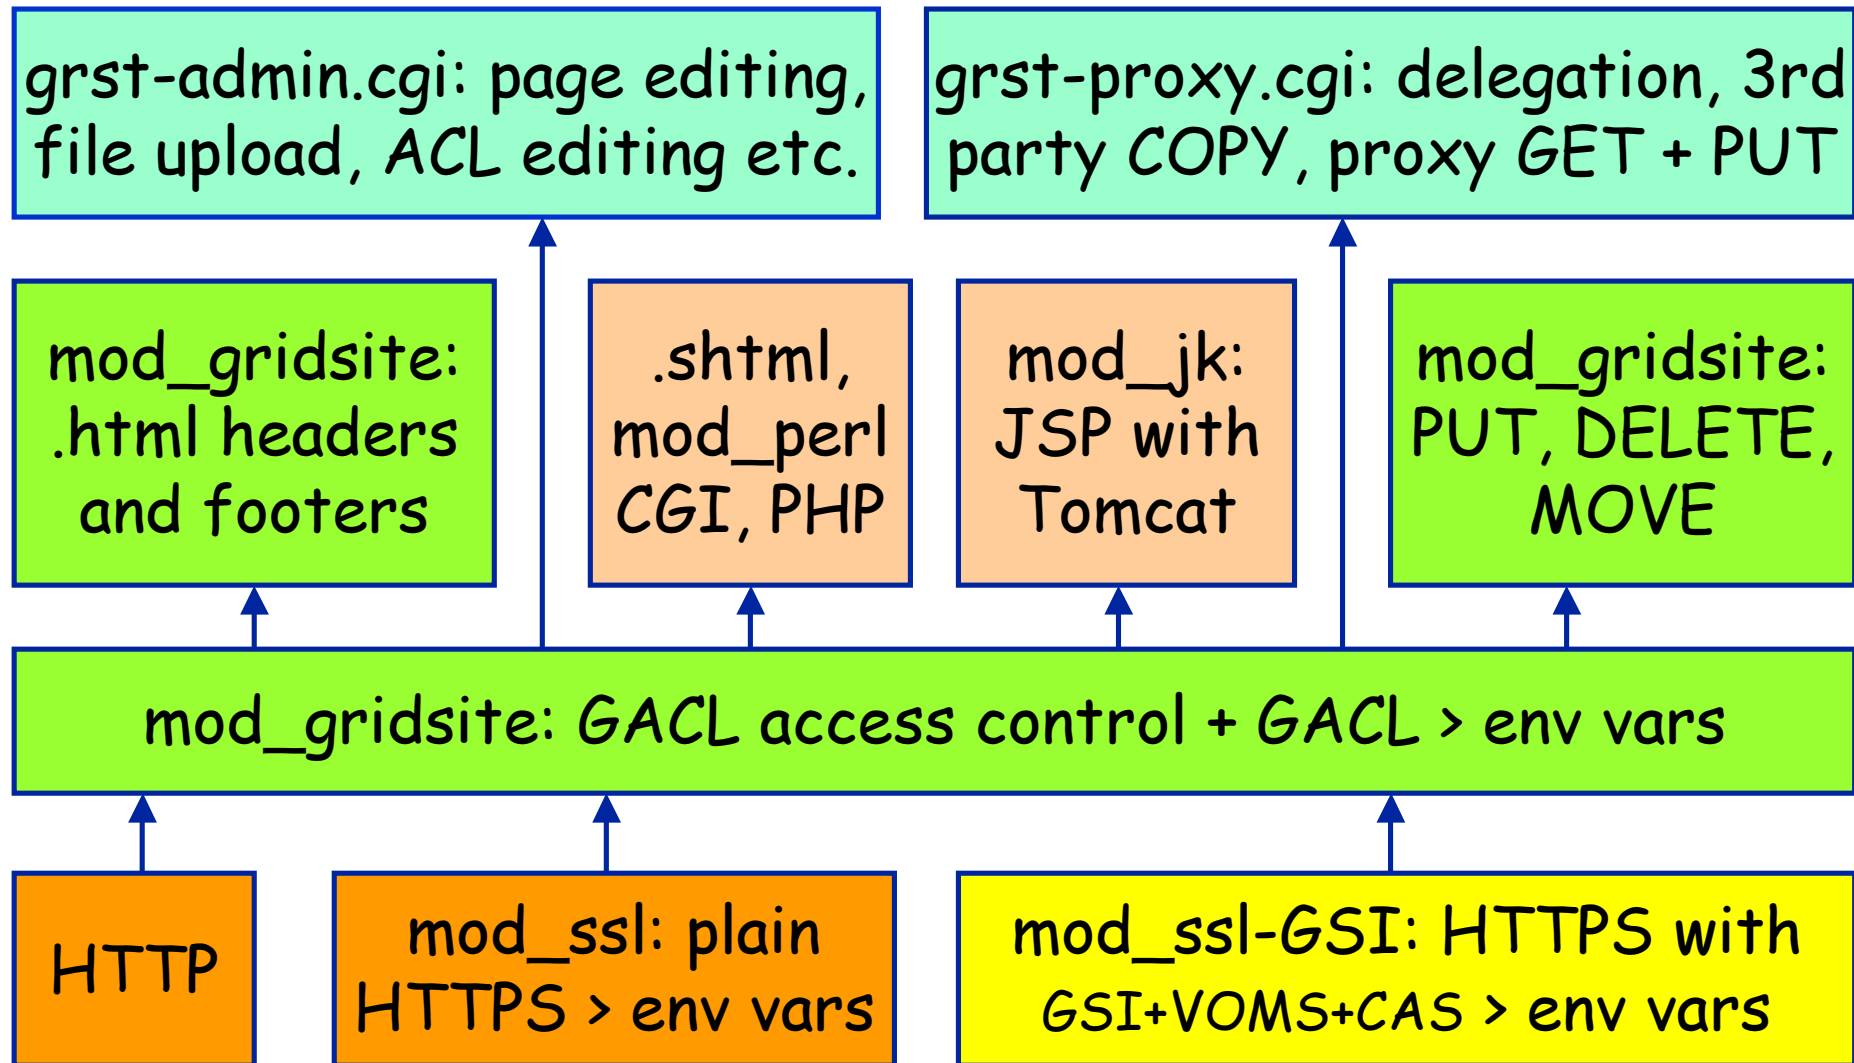 grst-admin.cgi: page editing,
file upload, ACL editing etc.
grst-proxy.cgi: delegation, 3rd
party COPY, proxy GET + PUT
mod_gridsite:
.html headers
and footers
.shtml,
mod_perl
CGI, PHP
mod_jk:
JSP with
Tomcat
mod_gridsite:
PUT, DELETE,
MOVE
mod_gridsite: GACL access control + GACL > env vars
HTTP
mod_ssl: plain
HTTPS > env vars
mod_ssl-GSI: HTTPS with
GSI+VOMS+CAS > env vars